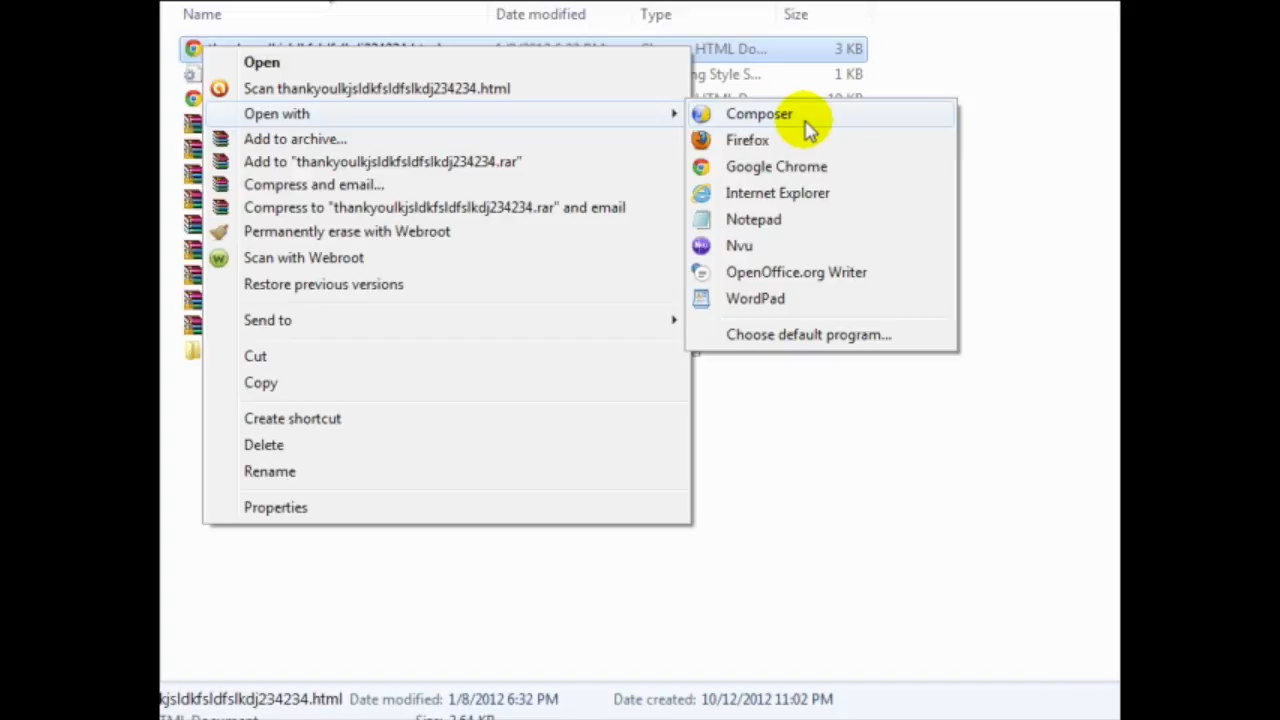 Name Date modified Type Size
HTML Do... 3 KB
Open ng Style S... 1 KB
Scan thankyoulkjsldkfsldfslkdj234234.html
Open with Composer
Add to archive... Firefox
Add to "thankyoulkjsldkfsldfslkdj234234.rar" Google Chrome
Compress and email... Internet Explorer
Compress to "thankyoulkjsldkfsldfslkdj234234.rar" and email Notepad
Permanently erase with Webroot Nvu
Scan with Webroot OpenOffice.org Writer
Restore previous versions WordPad
Send to Choose default program...
Cut
Copy
Create shortcut
Delete
Rename
Properties
kjsldkfsldfslkdj234234.html Date modified: 1/8/2012 6:32 PM Date created: 10/12/2012 11:02 PM